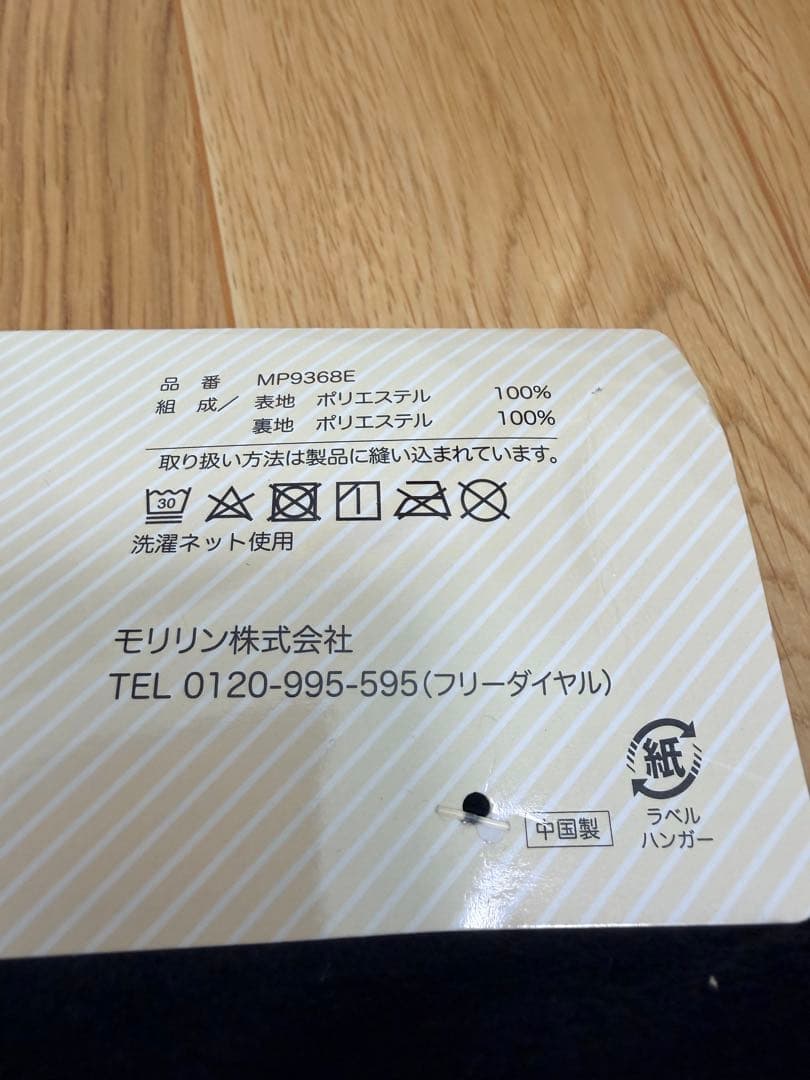 品 番 MP9368E
組 成／ 表地 ポリエステル 100%
裏地 ポリエステル 100%
取り扱い方法は製品に縫い込まれています。
30
洗濯ネット使用
モリリン株式会社
TEL 0120-995-595(フリーダイヤル)
紙
ラベル
ハンガー
中国製